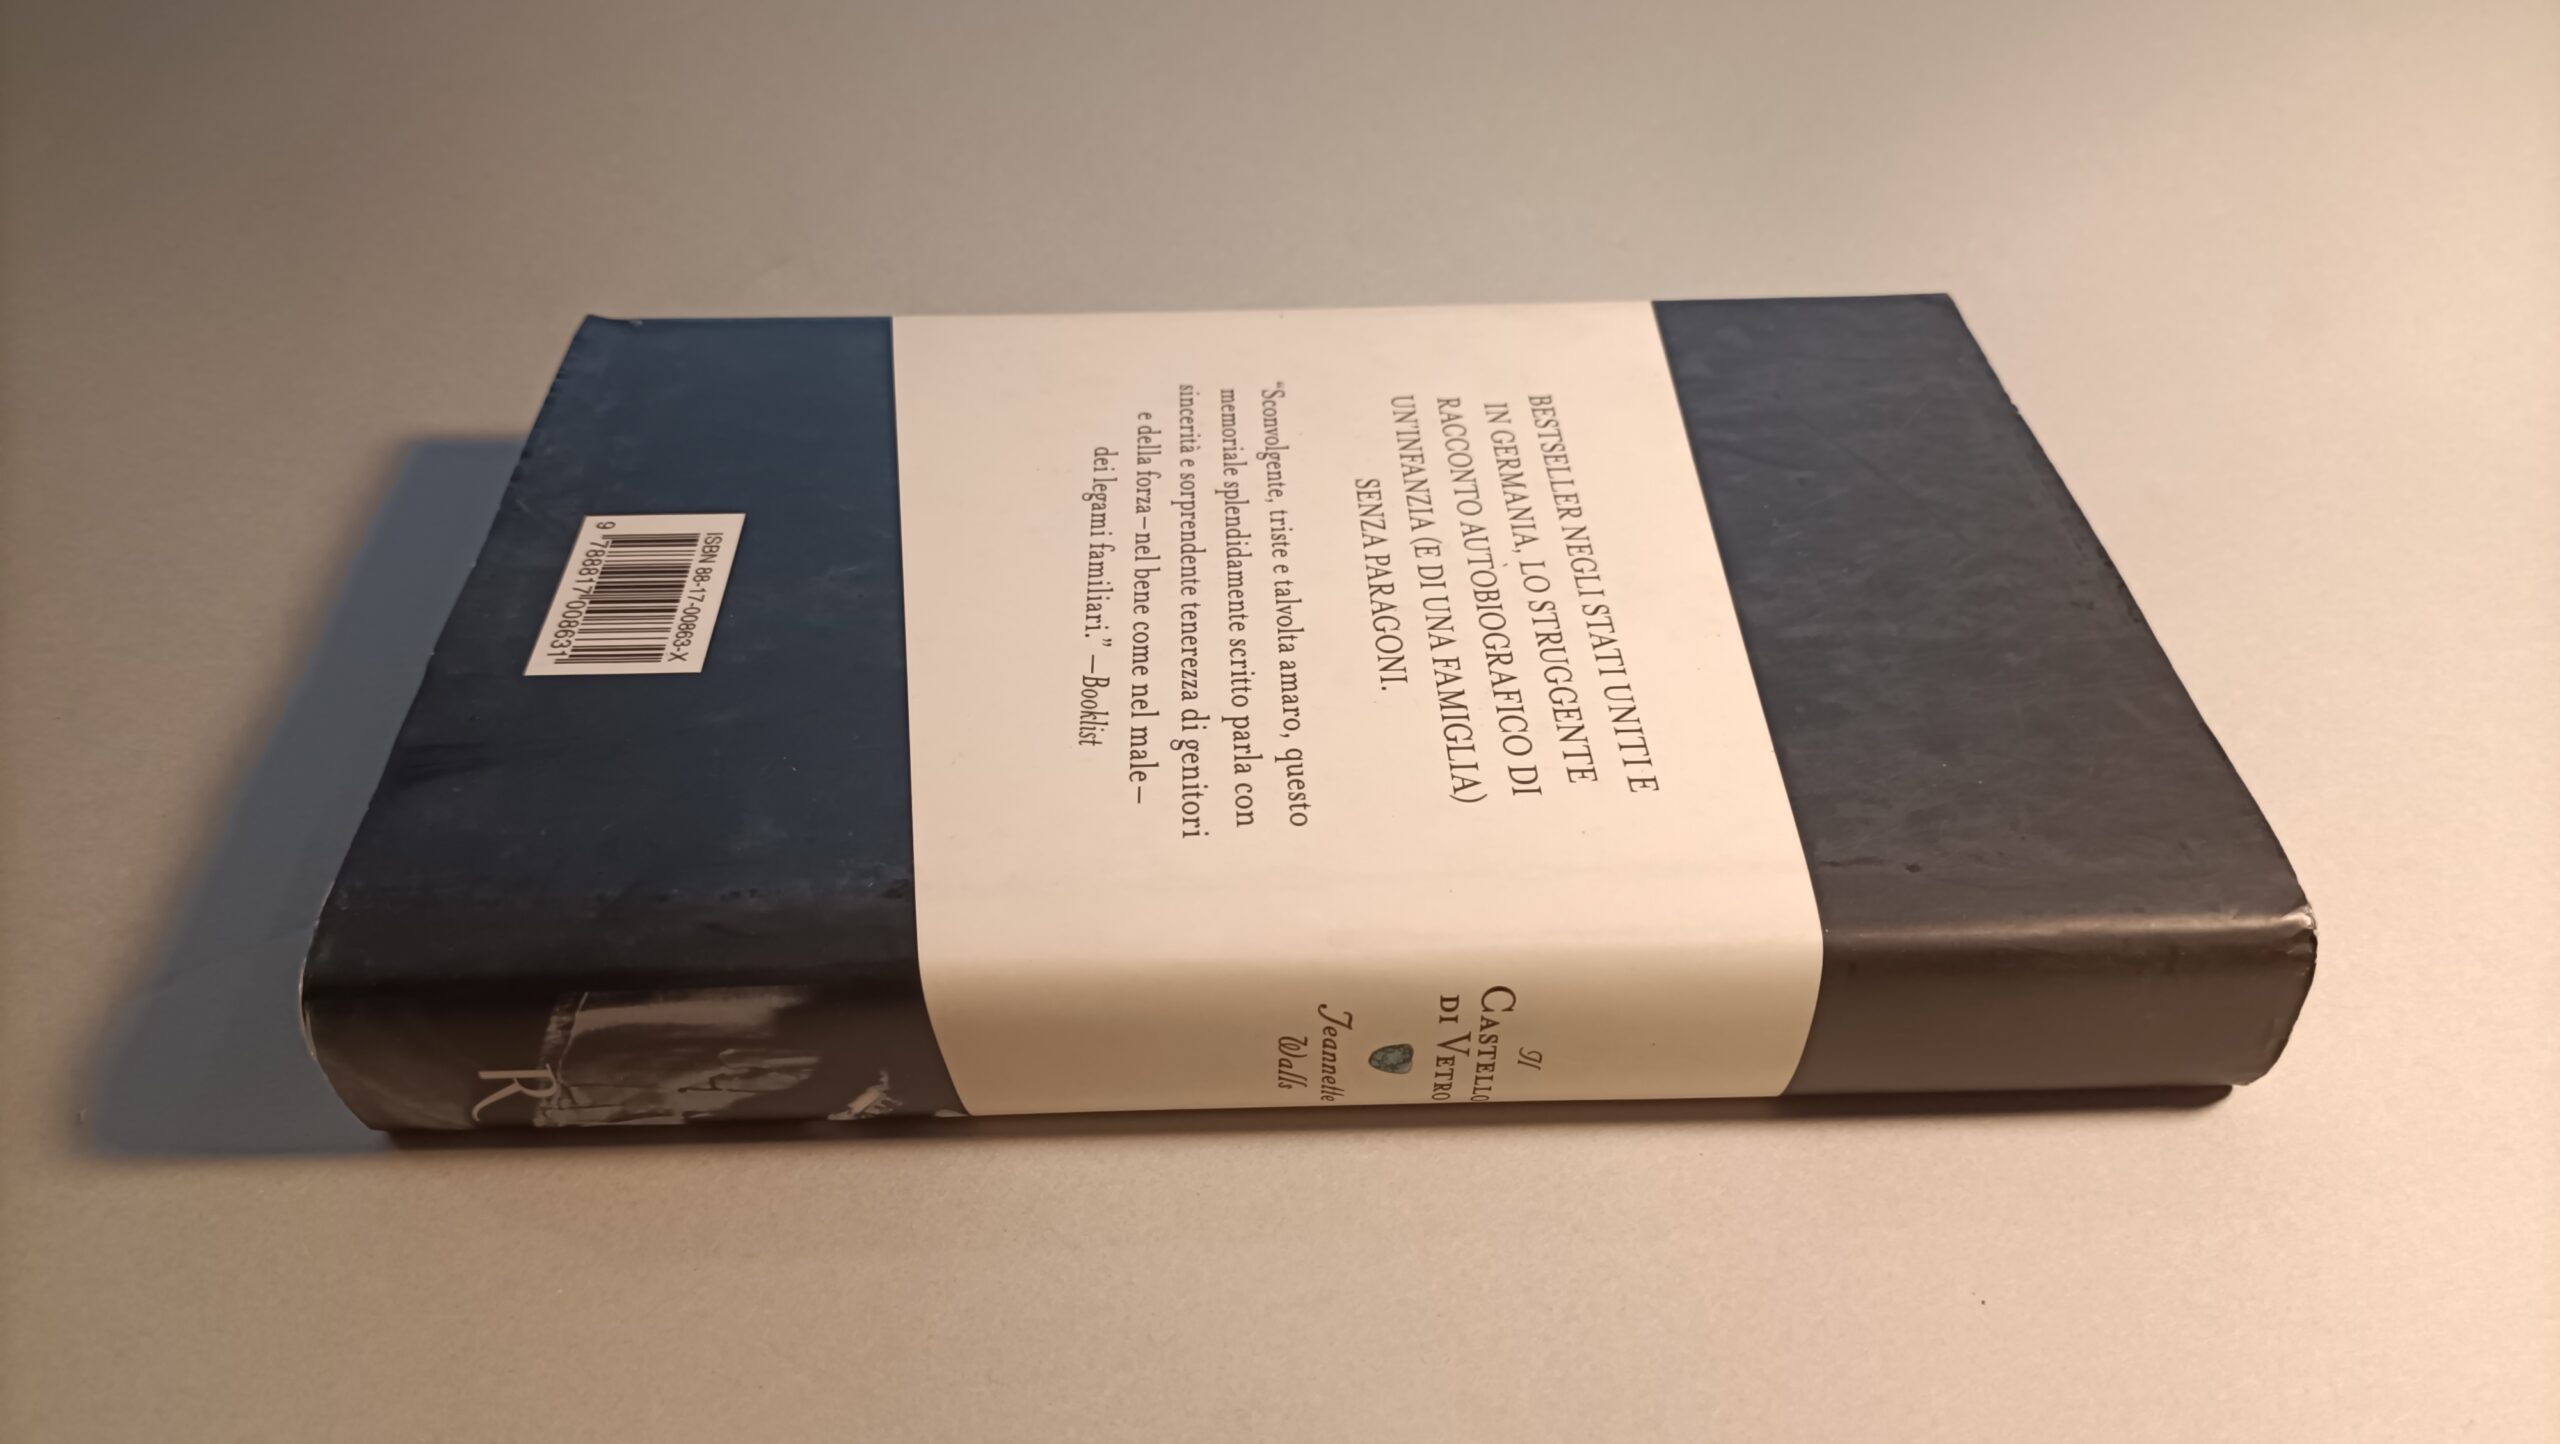 BESTSELLER NEGLI STATI UNITI E
IN GERMANIA, LO STRUGGENTE
RACCONTO AUTOBIOGRAFICO DI
UN'INFANZIA (E DI UNA FAMIGLIA)
SENZA PARAGONI.
“Sconvolgente, triste e talvolta amaro, questo
memoriale splendidamente scritto parla con
sincerità e sorprendente tenerezza di genitori
e della forza – nel bene come nel male –
dei legami familiari.” – Booklist
ISBN 88-17-00863-X
9 788817 008631
Il
CASTELLO
DI VETRO
Jeannette
Walls
R